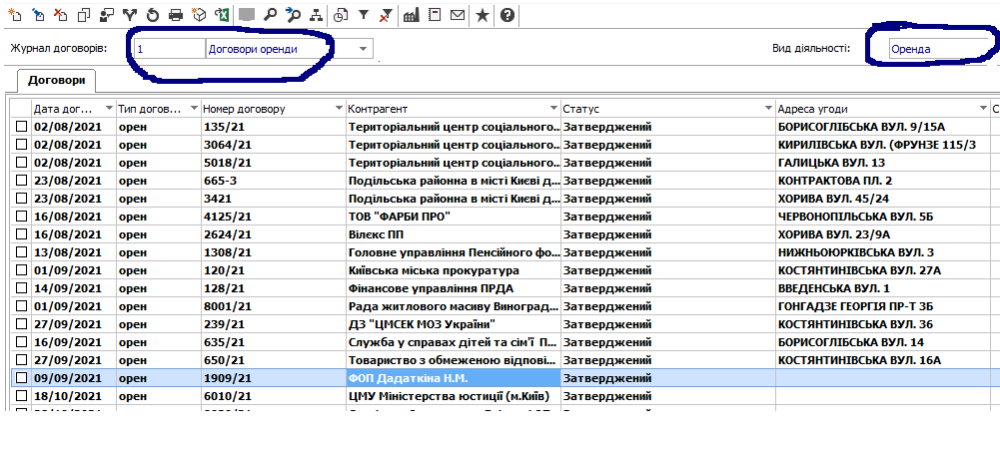 Журнал договорів: 1 Договори оренди Вид діяльності: Оренда
Договори
Дата дог... Тип догов... Номер договору Контрагент Статус Адреса угоди С
02/08/2021 орен 135/21 Територіальний центр соціального... Затверджений БОРИСОГЛІБСЬКА ВУЛ. 9/15А
02/08/2021 орен 3064/21 Територіальний центр соціального... Затверджений КИРИЛІВСЬКА ВУЛ. (ФРУНЗЕ 115/3
02/08/2021 орен 5018/21 Територіальний центр соціального... Затверджений ГАЛИЦЬКА ВУЛ. 13
23/08/2021 орен 665-3 Подільська районна в місті Києві д... Затверджений КОНТРАКТОВА ПЛ. 2
23/08/2021 орен 3421 Подільська районна в місті Києві д... Затверджений ХОРИВА ВУЛ. 45/24
16/08/2021 орен 4125/21 ТОВ "ФАРБИ ПРО" Затверджений ЧЕРВОНОПІЛЬСЬКА ВУЛ. 5Б
16/08/2021 орен 2624/21 Вілєкс ПП Затверджений ХОРИВА ВУЛ. 23/9А
13/08/2021 орен 1308/21 Головне управління Пенсійного фо... Затверджений НИЖНЬОЮРКІВСЬКА ВУЛ. 3
01/09/2021 орен 120/21 Київська міська прокуратура Затверджений КОСТЯНТИНІВСЬКА ВУЛ. 27А
14/09/2021 орен 128/21 Фінансове управління ПРДА Затверджений ВВЕДЕНСЬКА ВУЛ. 1
01/09/2021 орен 8001/21 Рада житлового масиву Виноград... Затверджений ГОНГАДЗЕ ГЕОРГІЯ ПР-Т 3Б
27/09/2021 орен 239/21 ДЗ "ЦМСЕК МОЗ України" Затверджений КОСТЯНТИНІВСЬКА ВУЛ. 36
16/09/2021 орен 635/21 Служба у справах дітей та сім'ї П... Затверджений БОРИСОГЛІБСЬКА ВУЛ. 14
27/09/2021 орен 650/21 Товариство з обмеженою відпові... Затверджений КОСТЯНТИНІВСЬКА ВУЛ. 16А
09/09/2021 орен 1909/21 ФОП Дадаткіна Н.М. Затверджений
18/10/2021 орен 6010/21 ЦМУ Міністерства юстиції (м.Київ) Затверджений